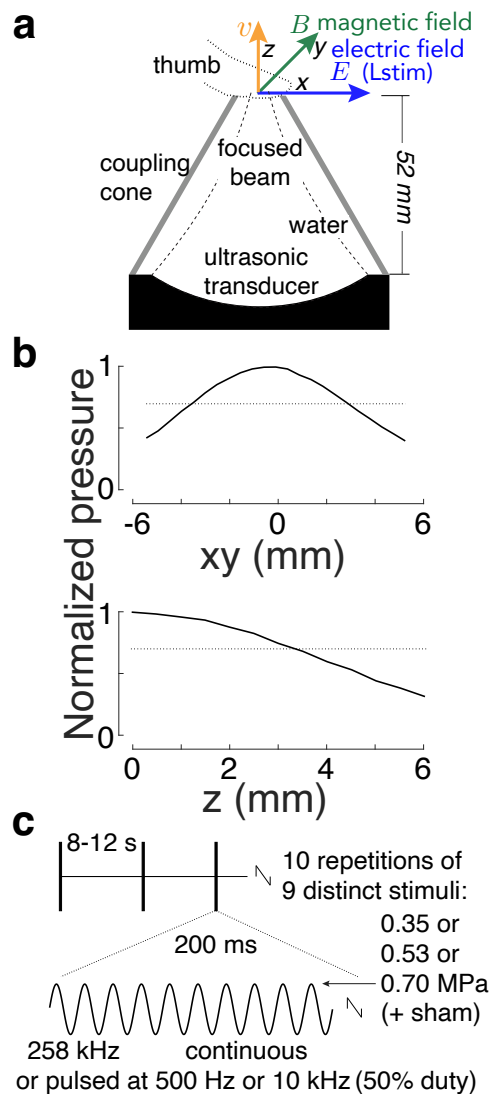 a
v
B magnetic field
z
y
electric field
thumb
x
E (Lstim)
coupling
cone
focused
beam
52 mm
water
ultrasonic
transducer
b
Normalized pressure
1
0
-6
0
6
xy (mm)
1
0
0
2
4
6
z (mm)
c
8-12 s
10 repetitions of
9 distinct stimuli:
0.35 or
200 ms
0.53 or
0.70 MPa
(+ sham)
258 kHz
continuous
or pulsed at 500 Hz or 10 kHz (50% duty)